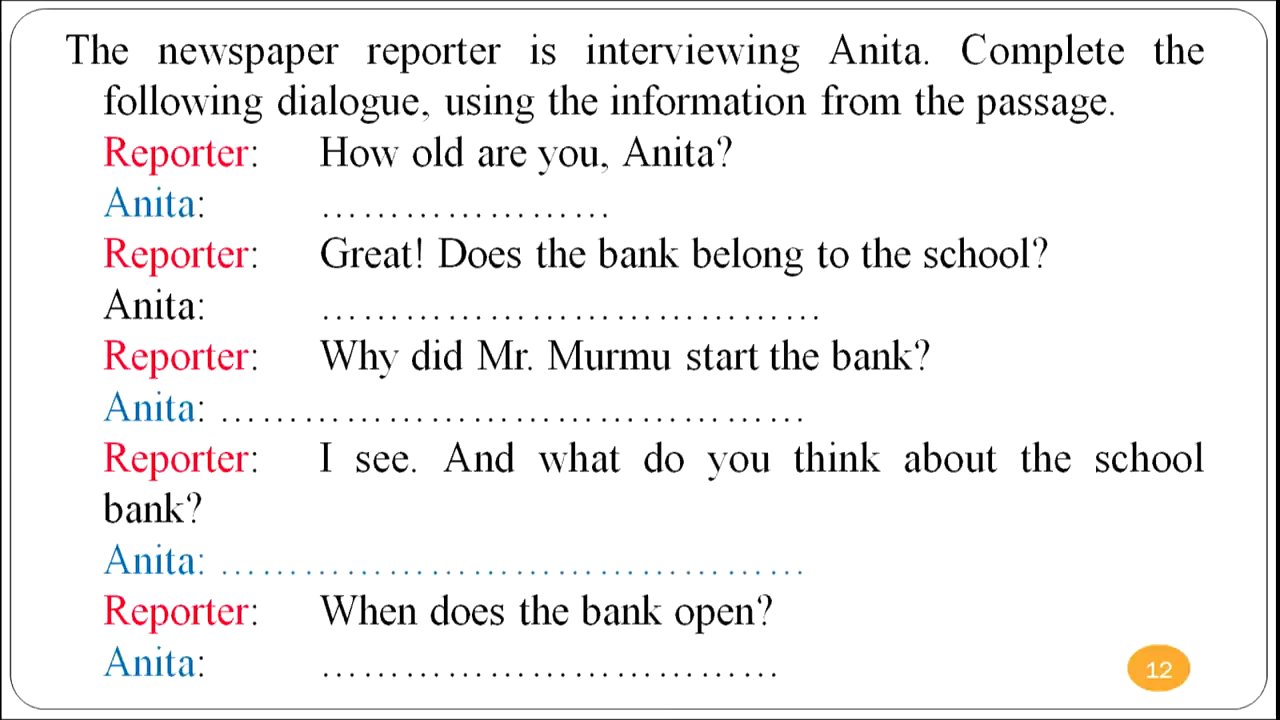 The newspaper reporter is interviewing Anita. Complete the
following dialogue, using the information from the passage.
Reporter: How old are you, Anita?
Anita: …………………
Reporter: Great! Does the bank belong to the school?
Anita: ………………………………
Reporter: Why did Mr. Murmu start the bank?
Anita: ……………………………………
Reporter: I see. And what do you think about the school
bank?
Anita: ……………………………………
Reporter: When does the bank open?
Anita: ……………………………
12